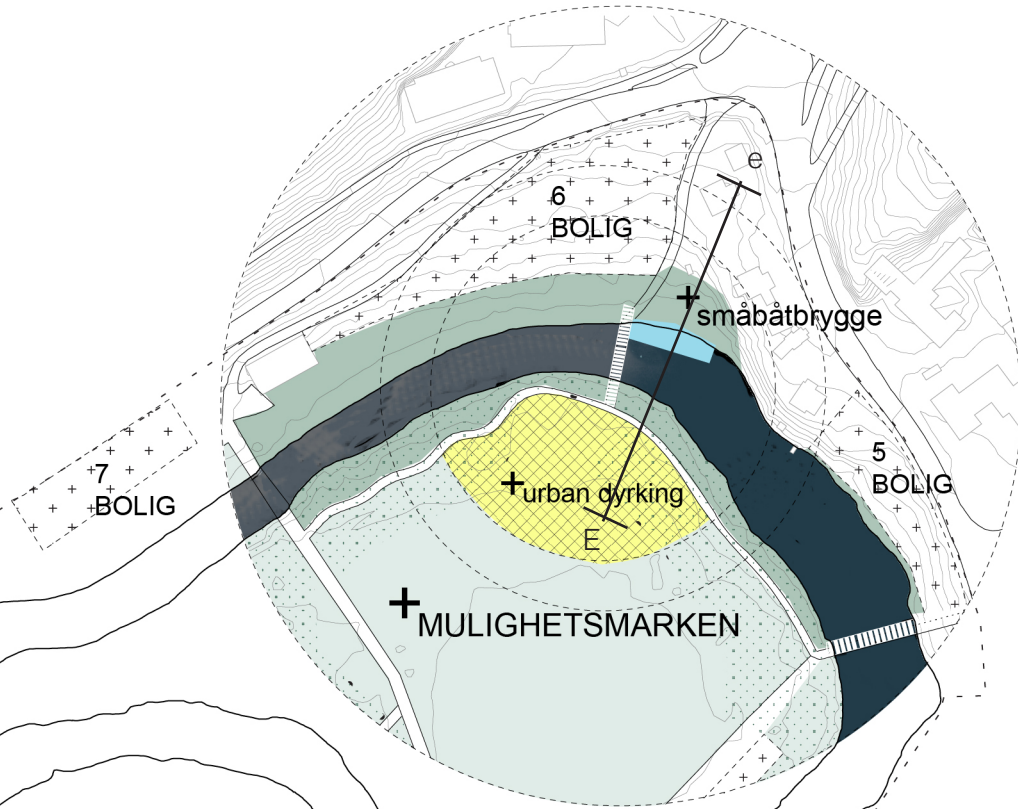 e
6
BOLIG
småbåtbrygge
5
BOLIG
7
BOLIG
urban dyrking
E
MULIGHETSMARKEN